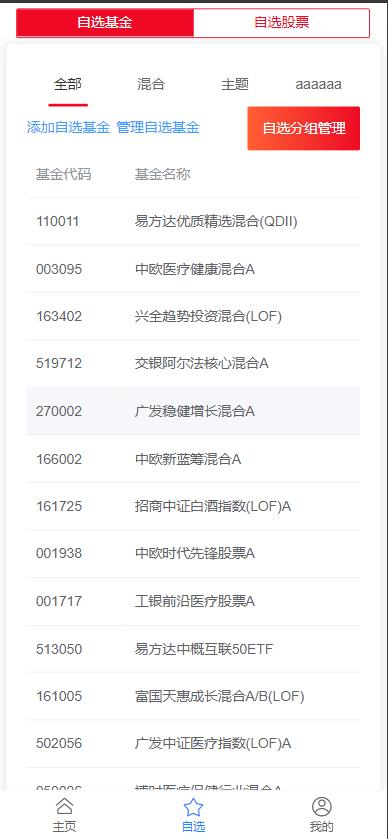 自选基金 自选股票
全部 混合 主题 aaaaaa
添加自选基金 管理自选基金 自选分组管理
基金代码 基金名称
110011 易方达优质精选混合(QDII)
003095 中欧医疗健康混合A
163402 兴全趋势投资混合(LOF)
519712 交银阿尔法核心混合A
270002 广发稳健增长混合A
166002 中欧新蓝筹混合A
161725 招商中证白酒指数(LOF)A
001938 中欧时代先锋股票A
001717 工银前沿医疗股票A
513050 易方达中概互联50ETF
161005 富国天惠成长混合A/B(LOF)
502056 广发中证医疗指数(LOF)A
主页 自选 我的